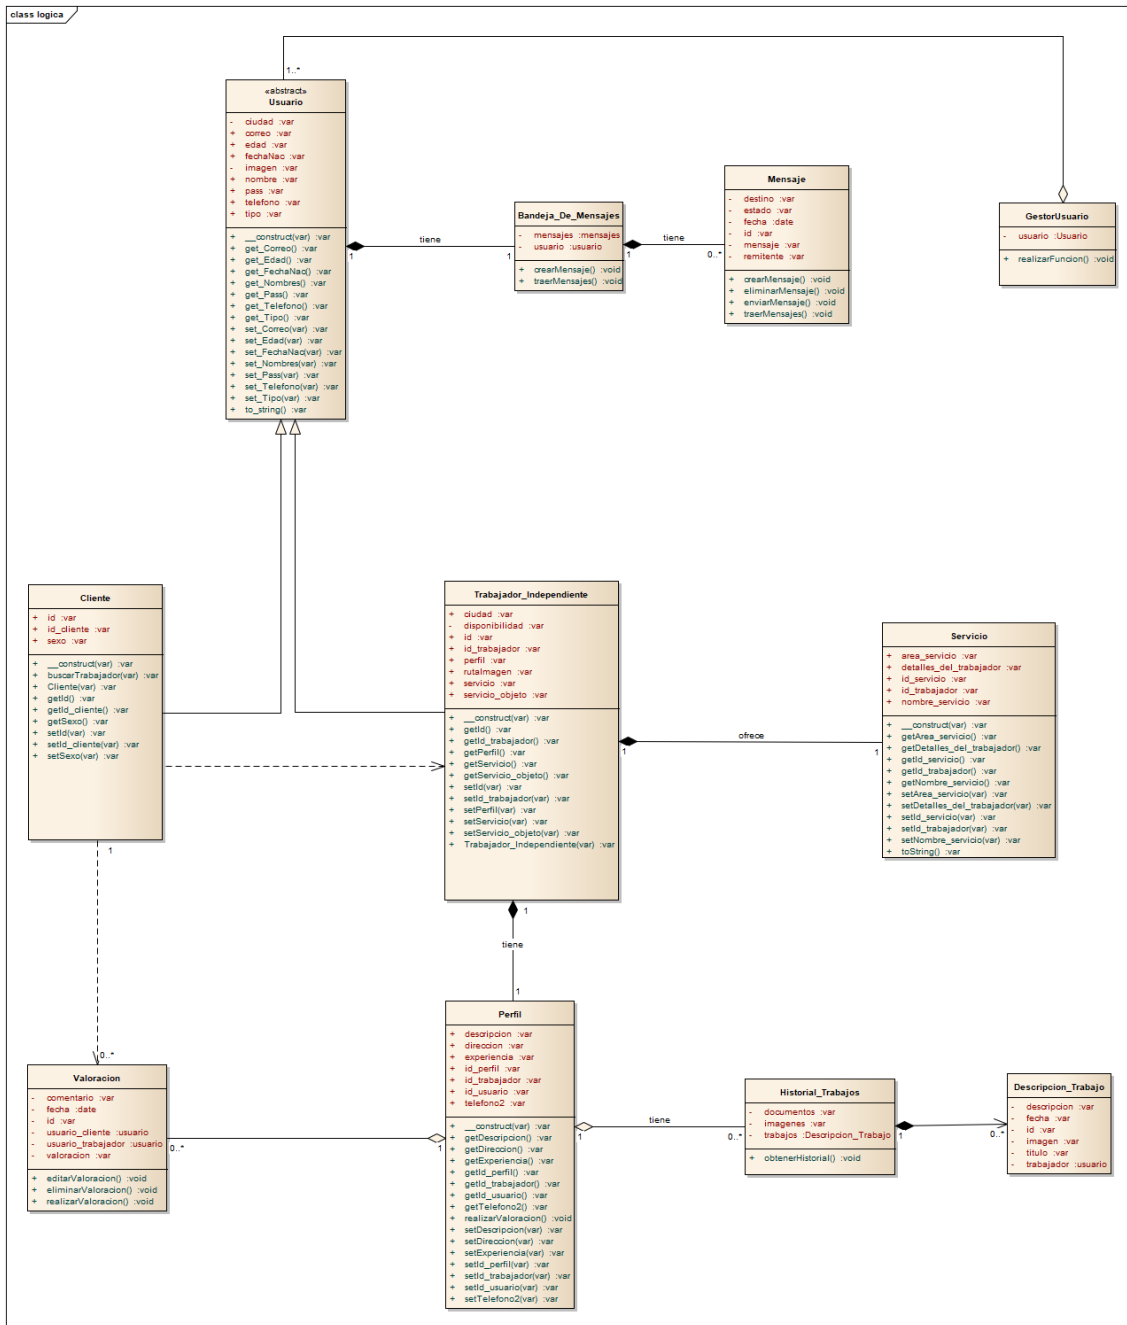 class logica
1..*
«abstract»
Usuario
- ciudad :var
+ correo :var
+ edad :var
+ fechaNac :var
- imagen :var
+ nombre :var
+ pass :var
+ telefono :var
+ tipo :var
+ __construct(var) :var
+ get_Correo() :var
+ get_Edad() :var
+ get_FechaNac() :var
+ get_Nombres() :var
+ get_Pass() :var
+ get_Telefono() :var
+ get_Tipo() :var
+ set_Correo(var) :var
+ set_Edad(var) :var
+ set_FechaNac(var) :var
+ set_Nombres(var) :var
+ set_Pass(var) :var
+ set_Telefono(var) :var
+ set_Tipo(var) :var
+ to_string() :var
1
tiene
1
Bandeja_De_Mensajes
- mensajes :mensajes
- usuario :usuario
+ crearMensaje() :void
+ traerMensajes() :void
1
tiene
0..*
Mensaje
- destino :var
- estado :var
- fecha :date
- id :var
- mensaje :var
- remitente :var
+ crearMensaje() :void
+ eliminarMensaje() :void
+ enviarMensaje() :void
+ traerMensajes() :void
GestorUsuario
- usuario :Usuario
+ realizarFuncion() :void
Cliente
+ id :var
+ id_cliente :var
+ sexo :var
+ __construct(var) :var
+ buscarTrabajador(var) :var
+ Cliente(var) :var
+ getId() :var
+ getId_cliente() :var
+ getSexo() :var
+ setId(var) :var
+ setId_cliente(var) :var
+ setSexo(var) :var
1
Trabajador_Independiente
+ ciudad :var
- disponibilidad :var
+ id :var
+ id_trabajador :var
+ perfil :var
+ rutaImagen :var
+ servicio :var
+ servicio_objeto :var
+ __construct(var) :var
+ getId() :var
+ getId_trabajador() :var
+ getPerfil() :var
+ getServicio() :var
+ getServicio_objeto() :var
+ setId(var) :var
+ setId_trabajador(var) :var
+ setPerfil(var) :var
+ setServicio(var) :var
+ setServicio_objeto(var) :var
+ Trabajador_Independiente(var) :var
1
ofrece
1
Servicio
+ area_servicio :var
+ detalles_del_trabajador :var
+ id_servicio :var
+ id_trabajador :var
+ nombre_servicio :var
+ __construct(var) :var
+ getArea_servicio() :var
+ getDetalles_del_trabajador() :var
+ getId_servicio() :var
+ getId_trabajador() :var
+ getNombre_servicio() :var
+ setArea_servicio(var) :var
+ setDetalles_del_trabajador(var) :var
+ setId_servicio(var) :var
+ setId_trabajador(var) :var
+ setNombre_servicio(var) :var
+ toString() :var
1
tiene
1
0..*
Valoracion
- comentario :var
- fecha :date
- id :var
- usuario_cliente :usuario
- usuario_trabajador :usuario
- valoracion :var
+ editarValoracion() :void
+ eliminarValoracion() :void
+ realizarValoracion() :void
0..*
1
Perfil
+ descripcion :var
+ direccion :var
+ experiencia :var
+ id_perfil :var
+ id_trabajador :var
+ id_usuario :var
+ telefono2 :var
+ __construct(var) :var
+ getDescripcion() :var
+ getDireccion() :var
+ getExperiencia() :var
+ getId_perfil() :var
+ getId_trabajador() :var
+ getId_usuario() :var
+ getTelefono2() :var
+ realizarValoracion() :void
+ setDescripcion(var) :var
+ setDireccion(var) :var
+ setExperiencia(var) :var
+ setId_perfil(var) :var
+ setId_trabajador(var) :var
+ setId_usuario(var) :var
+ setTelefono2(var) :var
1
tiene
0..*
Historial_Trabajos
- documentos :var
- imagenes :var
- trabajos :Descripcion_Trabajo
+ obtenerHistorial() :void
1
0..*
Descripcion_Trabajo
- descripcion :var
- fecha :var
- id :var
- imagen :var
- titulo :var
- trabajador :usuario